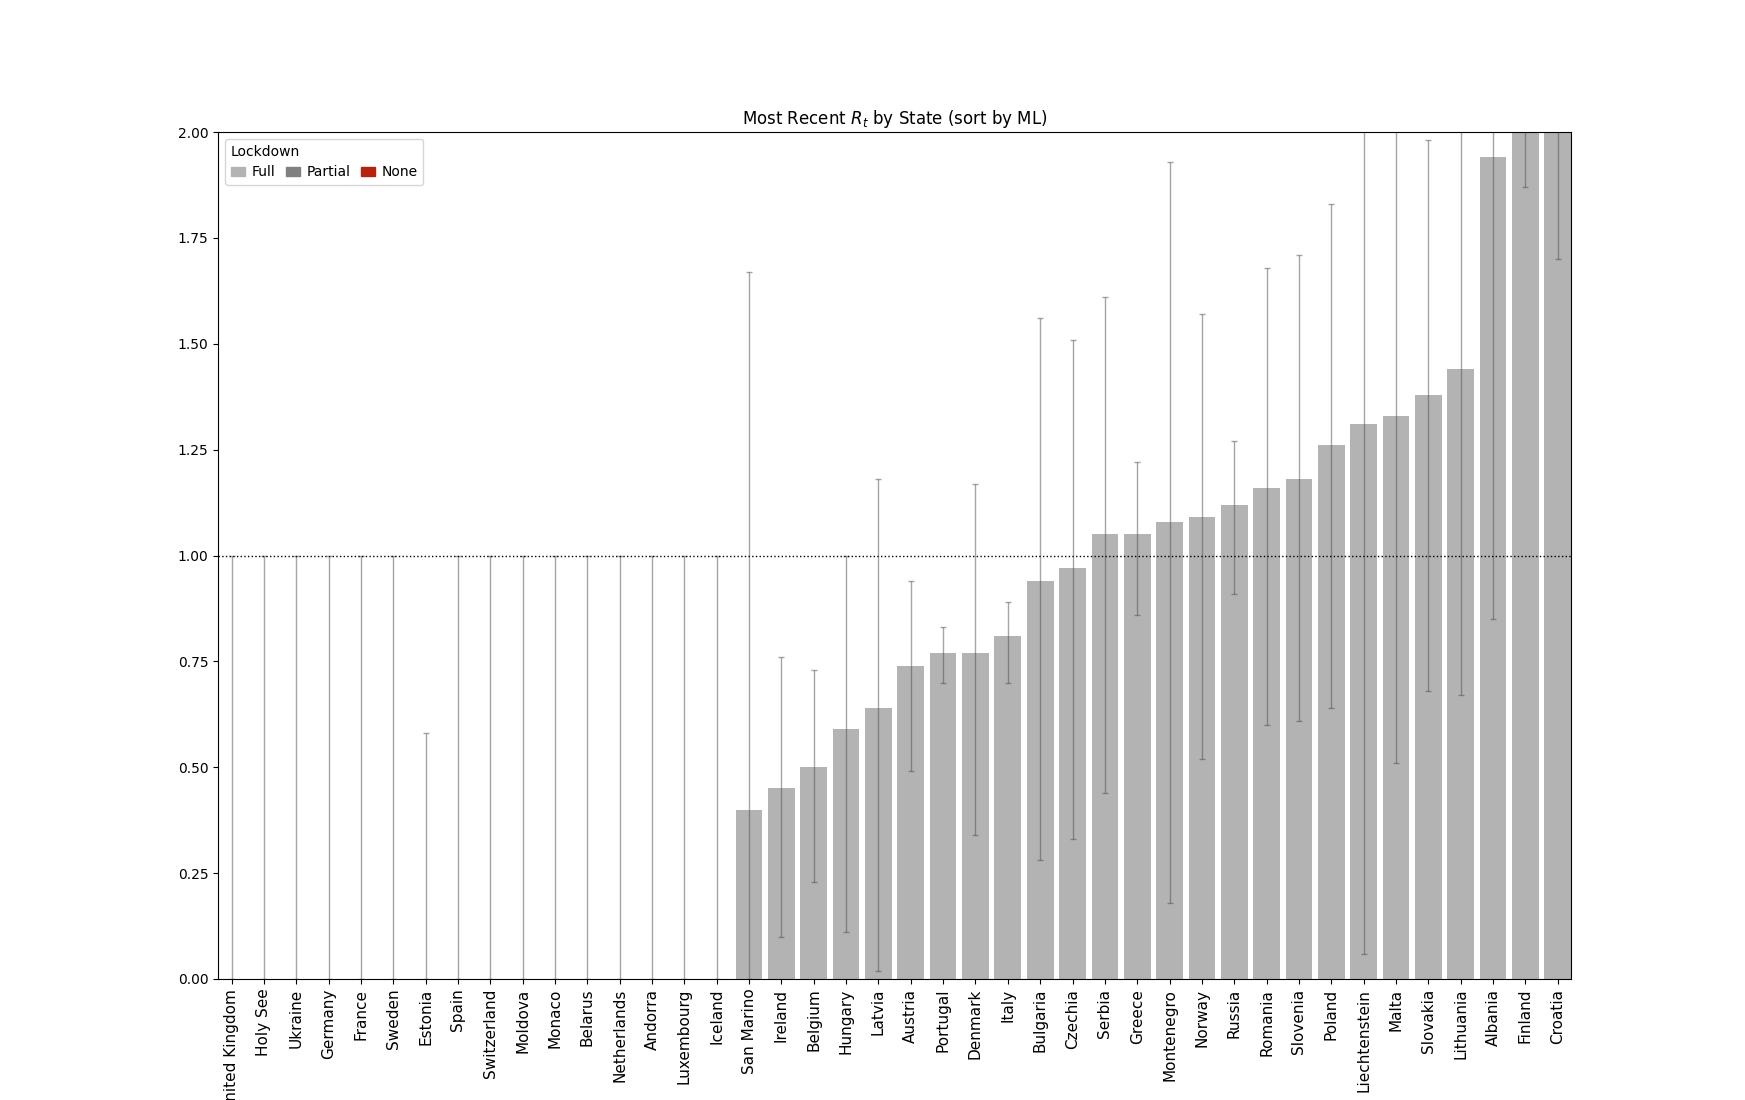 Most Recent Rt by State (sort by ML)
Lockdown
Full Partial None
2.00
1.75
1.50
1.25
1.00
0.75
0.50
0.25
0.00
nited Kingdom
Holy See
Ukraine
Germany
France
Sweden
Estonia
Spain
Switzerland
Moldova
Monaco
Belarus
Netherlands
Andorra
Luxembourg
Iceland
San Marino
Ireland
Belgium
Hungary
Latvia
Austria
Portugal
Denmark
Italy
Bulgaria
Czechia
Serbia
Greece
Montenegro
Norway
Russia
Romania
Slovenia
Poland
Liechtenstein
Malta
Slovakia
Lithuania
Albania
Finland
Croatia